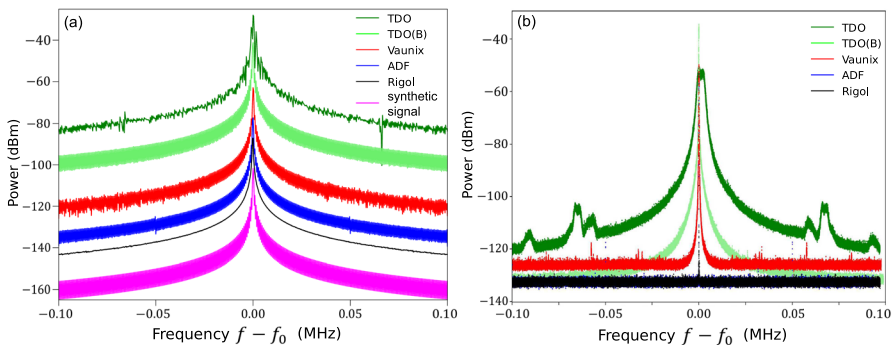 (a)
TDO
TDO(B)
Vaunix
ADF
Rigol
synthetic
signal
−40
−60
−80
−100
−120
−140
−160
Power (dBm)
−0.10
−0.05
0.00
0.05
0.10
Frequency f − f0 (MHz)
(b)
TDO
TDO(B)
Vaunix
ADF
Rigol
−40
−60
−80
−100
−120
−140
Power (dBm)
−0.10
−0.05
0.00
0.05
0.10
Frequency f − f0 (MHz)